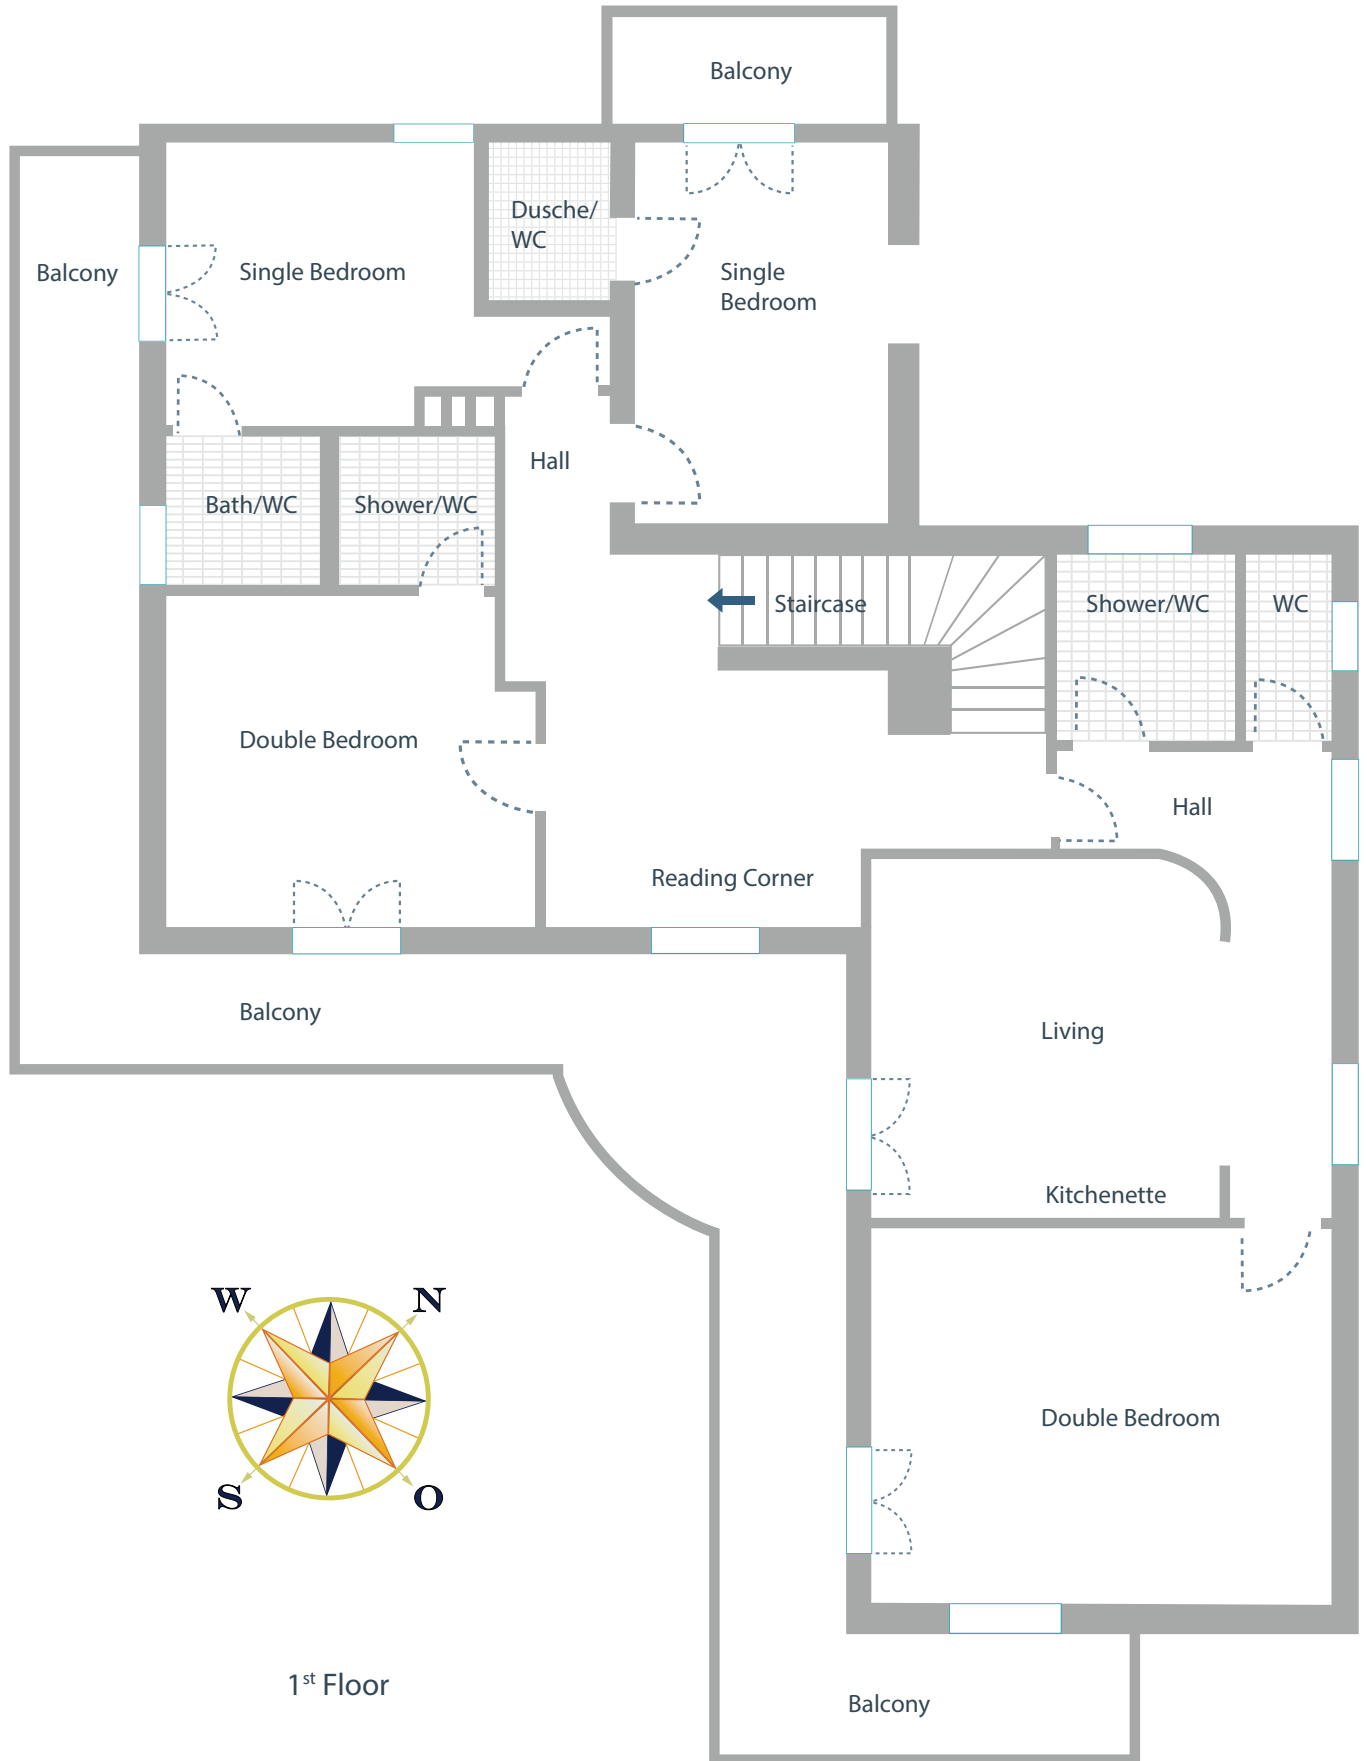 Balcony
Dusche/
WC
Balcony
Single Bedroom
Single
Bedroom
Hall
Bath/WC
Shower/WC
Staircase
Shower/WC
WC
Double Bedroom
Hall
Reading Corner
Balcony
Living
Kitchenette
W
N
S
O
Double Bedroom
1st Floor
Balcony